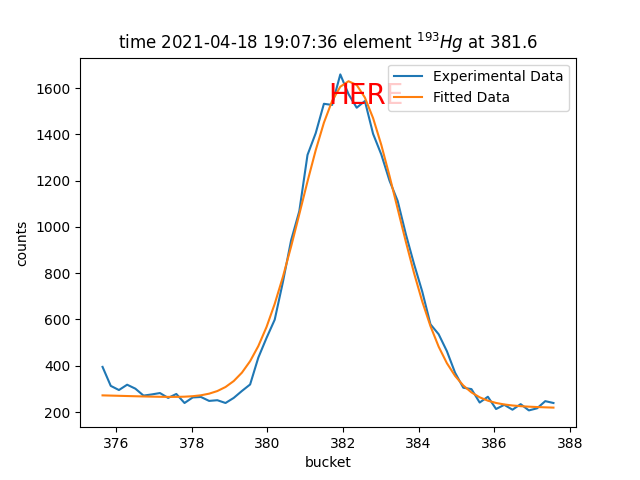 time 2021-04-18 19:07:36 element ¹⁹³Hg at 381.6
HERE
Experimental Data
Fitted Data
1600
1400
1200
1000
800
600
400
200
counts
376
378
380
382
384
386
388
bucket